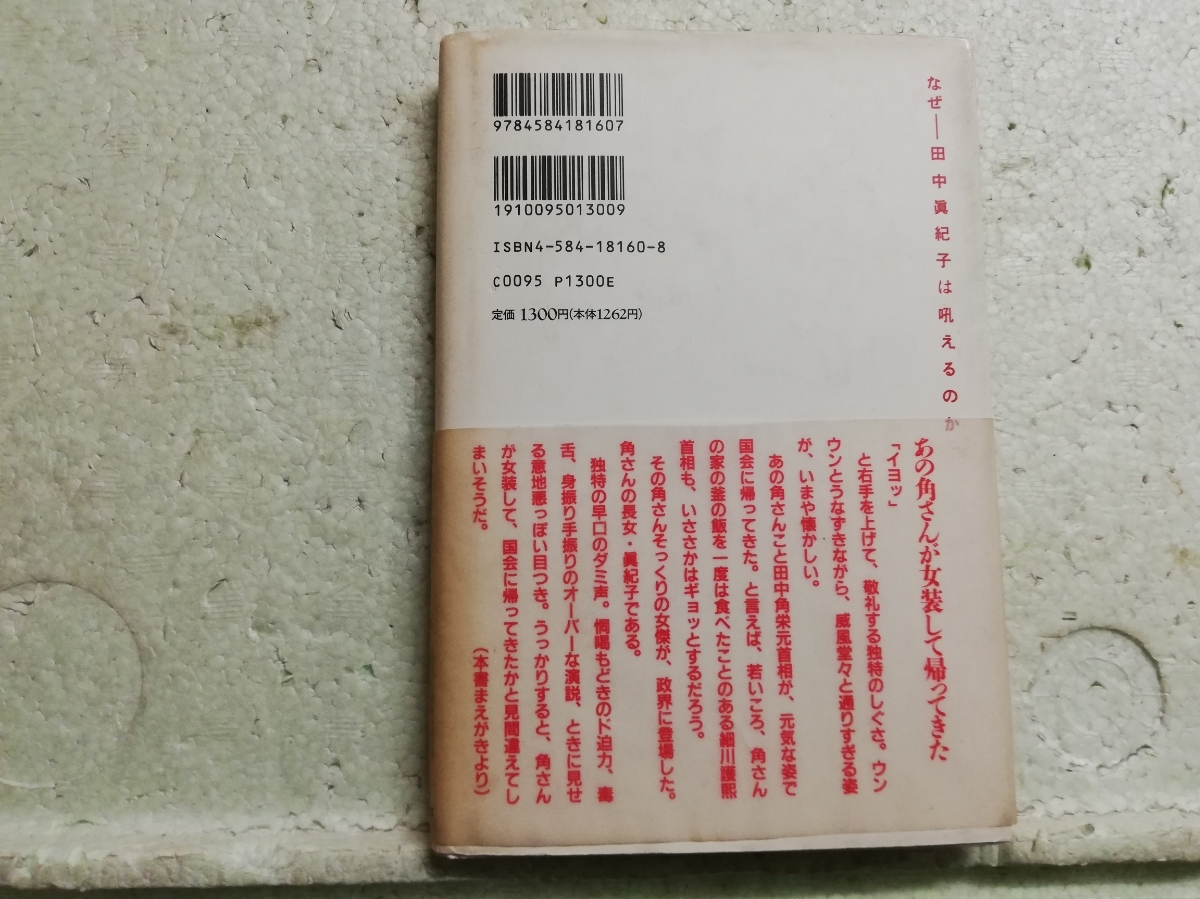 なぜ──田中眞紀子は吼えるのか
9784584181607
1910095013009
ISBN4-584-18160-8
C0095 P1300E
定価 1300円(本体1262円)
あの角さんが女装して帰ってきた
「イヨッ」
と右手を上げて、敬礼する独特のしぐさ。ウン
ウンとうなずきながら、威風堂々と通りすぎる姿
が、いまや懐かしい。
あの角さんこと田中角栄元首相が、元気な姿で
国会に帰ってきた。と言えば、若いころ、角さん
の家の釜の飯を一度は食べたことのある細川護熙
首相も、いささかはギョッとするだろう。
その角さんそっくりの女傑が、政界に登場した。
角さんの長女・眞紀子である。
独特の早口のダミ声。恫喝もどきのド迫力、毒
舌、身振り手振りのオーバーな演説、ときに見せ
る意地悪っぽい目つき。うっかりすると、角さん
が女装して、国会に帰ってきたかと見間違えてし
まいそうだ。
(本書まえがきより)